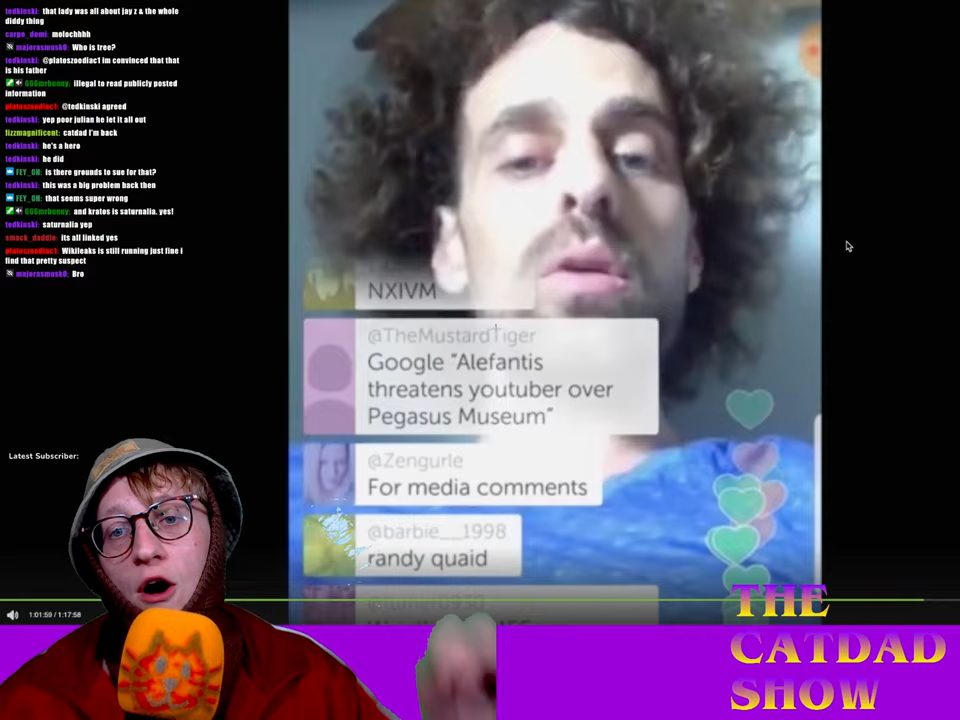 tedkinski: that lady was all about jay z & the whole
diddy thing
cargo_demi: molochhhh
majorasmusk0: Who is tree?
tedkinski: @platoszoodiac1 im convinced that that
is his father
666mrbunny: illegal to read publicly posted
information
platoszoodiac1: @tedkinski agreed
tedkinski: yep poor julian he let it all out
fizzmagnificent: catdad I'm back
tedkinski: he's a hero
tedkinski: he did
FEY_OH: is there grounds to sue for that?
tedkinski: this was a big problem back then
FEY_OH: that seems super wrong
666mrbunny: and kratos is saturnalia. yes!
tedkinski: saturnalia yep
smack_daddie: its all linked yes
platoszoodiac1: Wikileaks is still running just fine i
find that pretty suspect
majorasmusk0: Bro
NXIVM
@TheMustardTiger
Google “Alefantis
threatens youtuber over
Pegasus Museum”
@Zengurle
For media comments
@barbie__1998
randy quaid
Latest Subscriber:
1:01:59 / 1:17:58
THE
CATDAD
SHOW